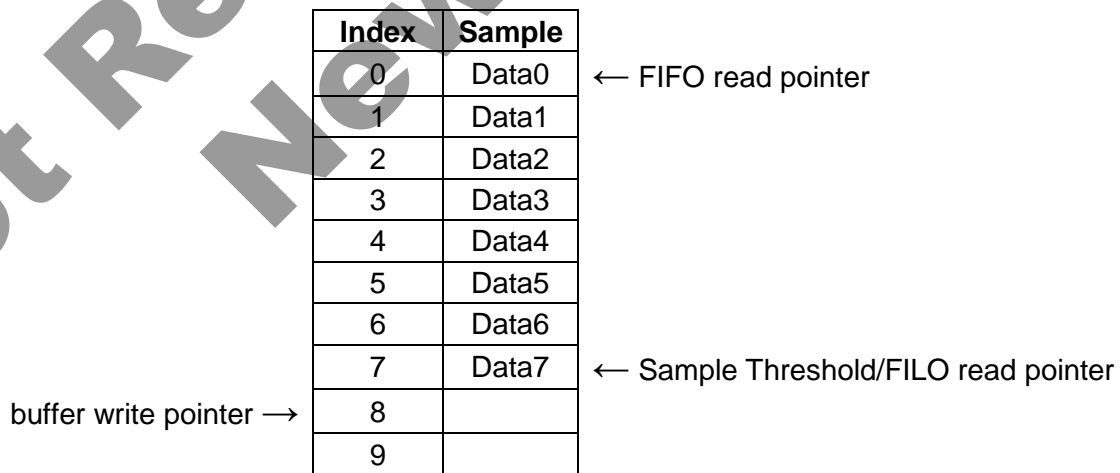 Index Sample
0 Data0 ← FIFO read pointer
1 Data1
2 Data2
3 Data3
4 Data4
5 Data5
6 Data6
7 Data7 ← Sample Threshold/FILO read pointer
buffer write pointer → 8
9